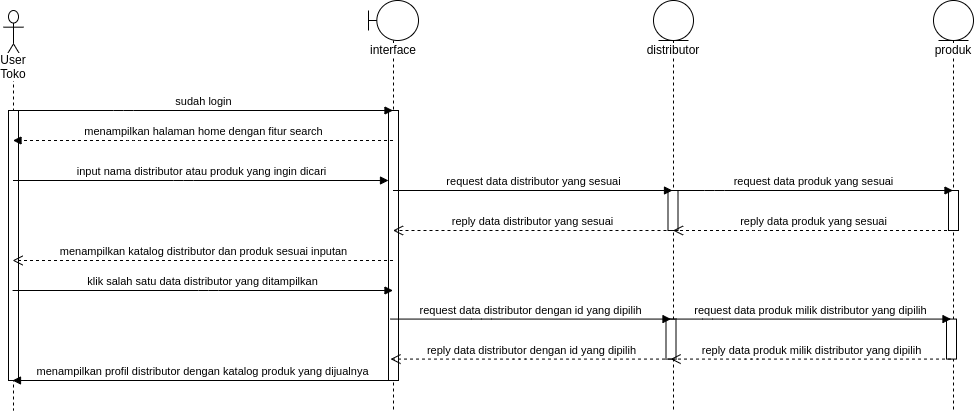 User
Toko
interface
distributor
produk
sudah login
menampilkan halaman home dengan fitur search
input nama distributor atau produk yang ingin dicari
request data distributor yang sesuai
request data produk yang sesuai
reply data distributor yang sesuai
reply data produk yang sesuai
menampilkan katalog distributor dan produk sesuai inputan
klik salah satu data distributor yang ditampilkan
request data distributor dengan id yang dipilih
request data produk milik distributor yang dipilih
reply data distributor dengan id yang dipilih
reply data produk milik distributor yang dipilih
menampilkan profil distributor dengan katalog produk yang dijualnya